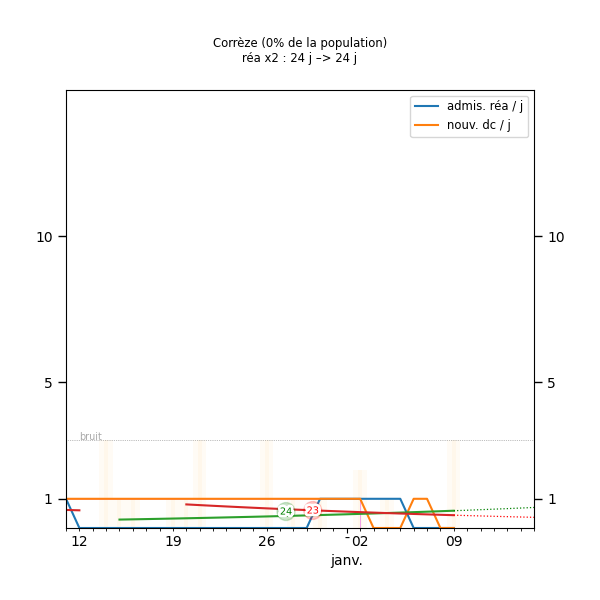 Corrèze (0% de la population)
réa x2 : 24 j –> 24 j
admis. réa / j
nouv. dc / j
10 10
5 5
bruit
1 1
24 23
12 19 26 02 09
janv.